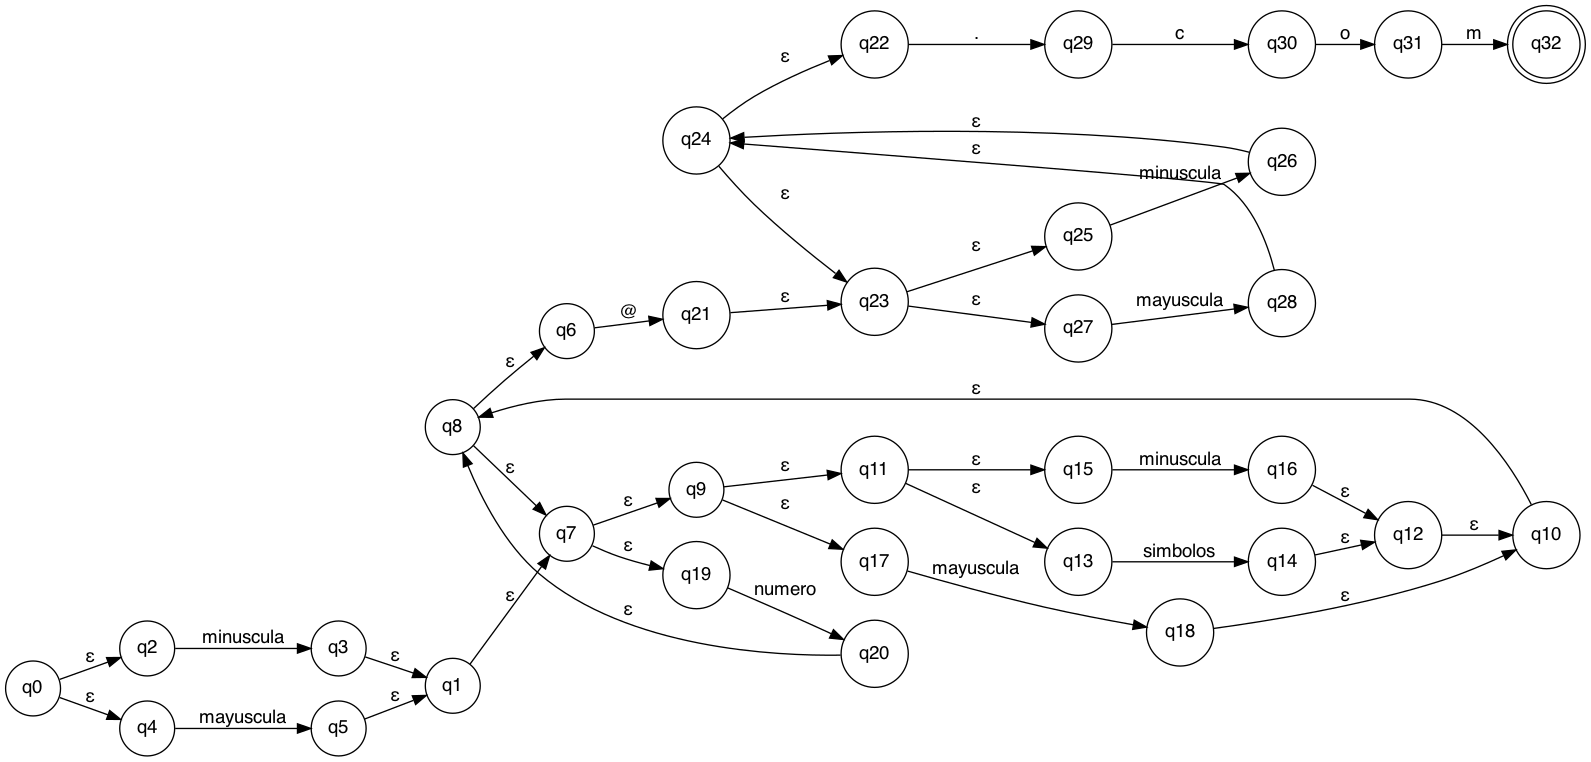 q22
.
q29
c
q30
o
q31
m
q32
ε
q24
ε
ε
q26
minuscula
ε
q25
ε
q23
ε
q27
mayuscula
q28
q6
@
q21
ε
ε
q8
ε
ε
q7
ε
q9
ε
q11
ε
q15
minuscula
q16
ε
ε
ε
q17
q13
simbolos
q14
ε
q12
ε
q10
ε
q19
numero
mayuscula
q18
ε
q20
ε
ε
q0
ε
q2
minuscula
q3
ε
q1
ε
q4
mayuscula
q5
ε